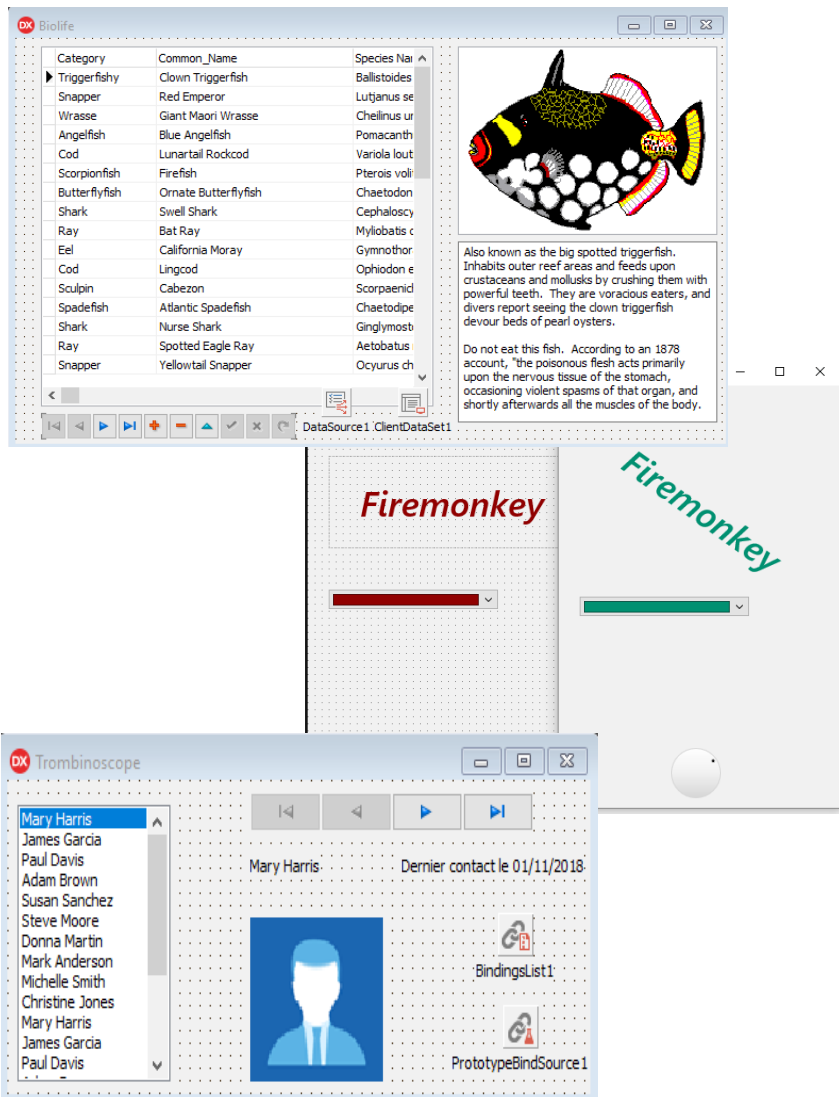 DX Biolife
Category Common_Name Species Nar
Triggerfishy Clown Triggerfish Ballistoides
Snapper Red Emperor Lutjanus se
Wrasse Giant Maori Wrasse Cheilinus ur
Angelfish Blue Angelfish Pomacanth
Cod Lunartail Rockcod Variola lout
Scorpionfish Firefish Pterois voli
Butterflyfish Ornate Butterflyfish Chaetodon
Shark Swell Shark Cephaloscy
Ray Bat Ray Myliobatis c
Eel California Moray Gymnothor
Cod Lingcod Ophiodon e
Sculpin Cabezon Scorpaenid
Spadefish Atlantic Spadefish Chaetodipe
Shark Nurse Shark Ginglymost
Ray Spotted Eagle Ray Aetobatus
Snapper Yellowtail Snapper Ocyurus ch
DataSource1 ClientDataSet1
Also known as the big spotted triggerfish.
Inhabits outer reef areas and feeds upon
crustaceans and mollusks by crushing them with
powerful teeth. They are voracious eaters, and
divers report seeing the clown triggerfish
devour beds of pearl oysters.
Do not eat this fish. According to an 1878
account, "the poisonous flesh acts primarily
upon the nervous tissue of the stomach,
occasioning violent spasms of that organ, and
shortly afterwards all the muscles of the body.
Firemonkey
Firemonkey
DX Trombinoscope
Mary Harris
James Garcia
Paul Davis
Adam Brown
Susan Sanchez
Steve Moore
Donna Martin
Mark Anderson
Michelle Smith
Christine Jones
Mary Harris
James Garcia
Paul Davis
Mary Harris
Dernier contact le 01/11/2018
BindingsList1
PrototypeBindSource1